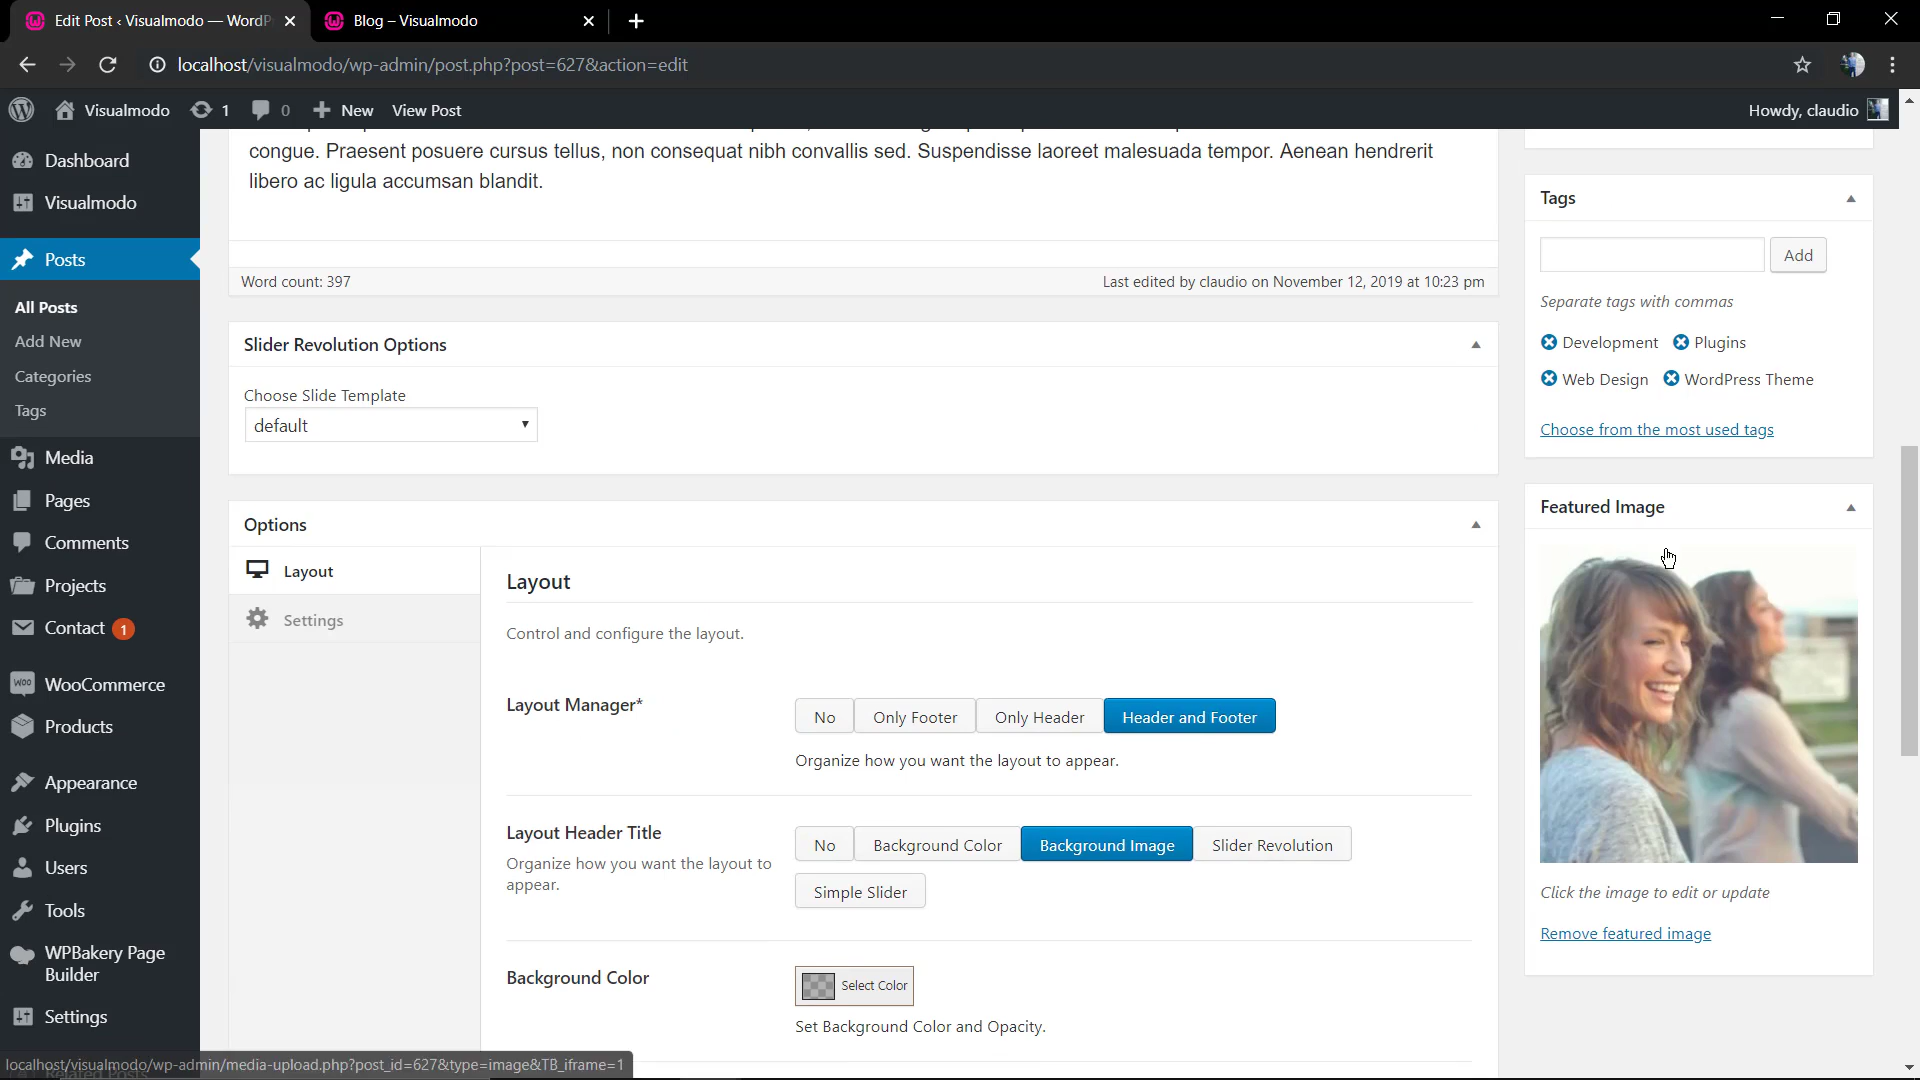 Edit Post ‹ Visualmodo — WordP
Blog – Visualmodo
localhost/visualmodo/wp-admin/post.php?post=627&action=edit
Visualmodo
1
0
New
View Post
Howdy, claudio
Dashboard
Visualmodo
Posts
All Posts
Add New
Categories
Tags
Media
Pages
Comments
Projects
Contact 1
WooCommerce
Products
Appearance
Plugins
Users
Tools
WPBakery Page
Builder
Settings
congue. Praesent posuere cursus tellus, non consequat nibh convallis sed. Suspendisse laoreet malesuada tempor. Aenean hendrerit
libero ac ligula accumsan blandit.
Word count: 397
Last edited by claudio on November 12, 2019 at 10:23 pm
Slider Revolution Options
Choose Slide Template
default
Options
Layout
Settings
Layout
Control and configure the layout.
Layout Manager*
No
Only Footer
Only Header
Header and Footer
Organize how you want the layout to appear.
Layout Header Title
Organize how you want the layout to
appear.
No
Background Color
Background Image
Slider Revolution
Simple Slider
Background Color
Select Color
Set Background Color and Opacity.
Tags
Add
Separate tags with commas
Development
Plugins
Web Design
WordPress Theme
Choose from the most used tags
Featured Image
Click the image to edit or update
Remove featured image
localhost/visualmodo/wp-admin/media-upload.php?post_id=627&type=image&TB_iframe=1